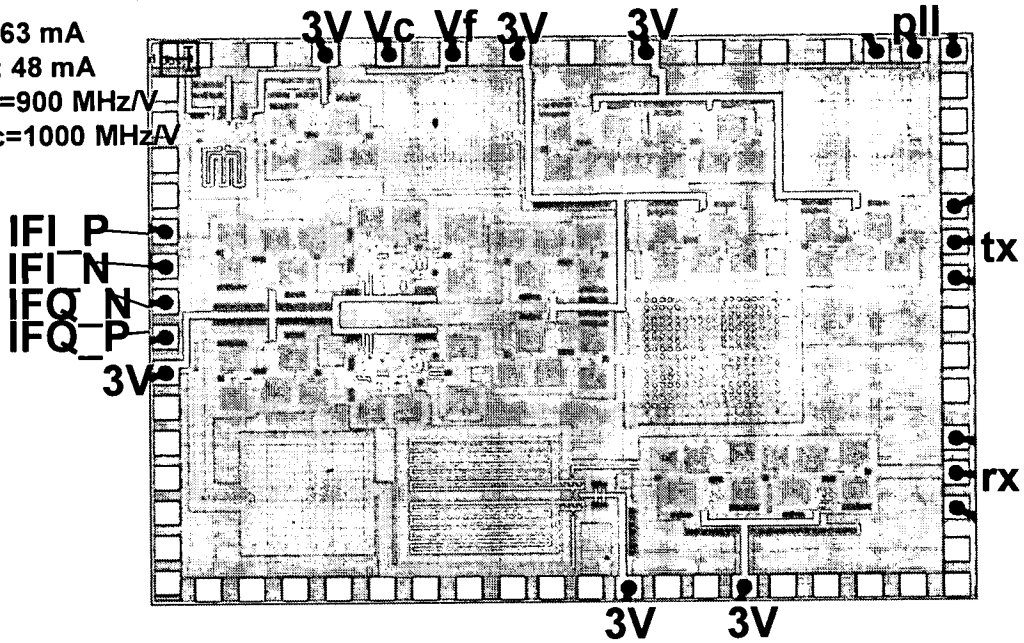 63 mA
: 48 mA
=900 MHz/V
c=1000 MHz/V
3V Vc Vf 3V 3V pll
IFI_P
IFI_N
IFQ_N
IFQ_P
3V
tx
rx
3V 3V